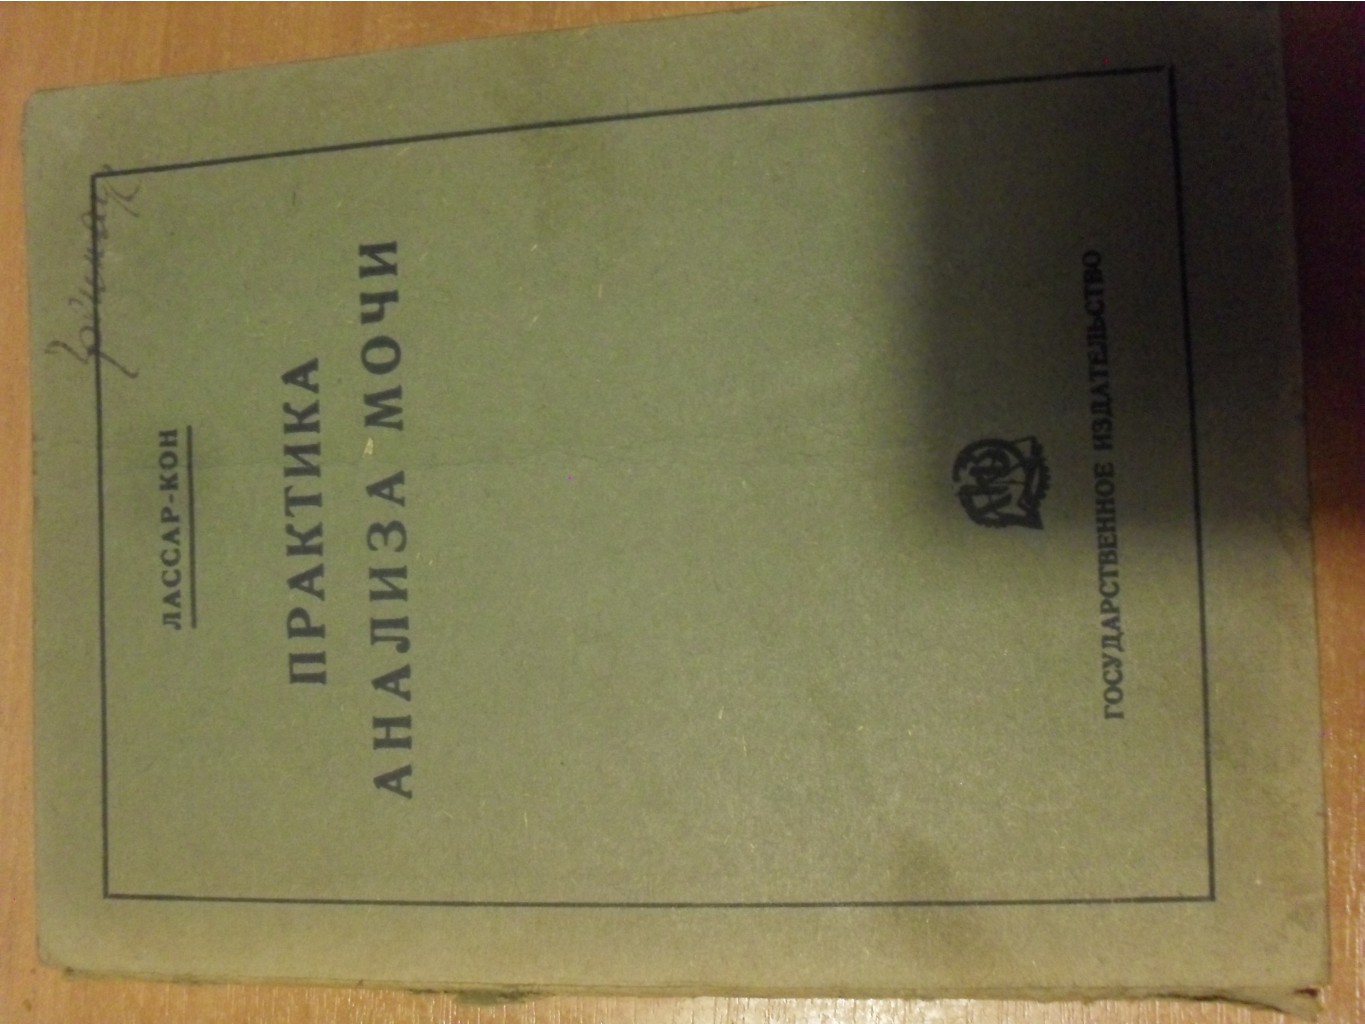 ЛАССАР-КОН
ПРАКТИКА
АНАЛИЗА МОЧИ
ГОСУДАРСТВЕННОЕ ИЗДАТЕЛЬСТВО